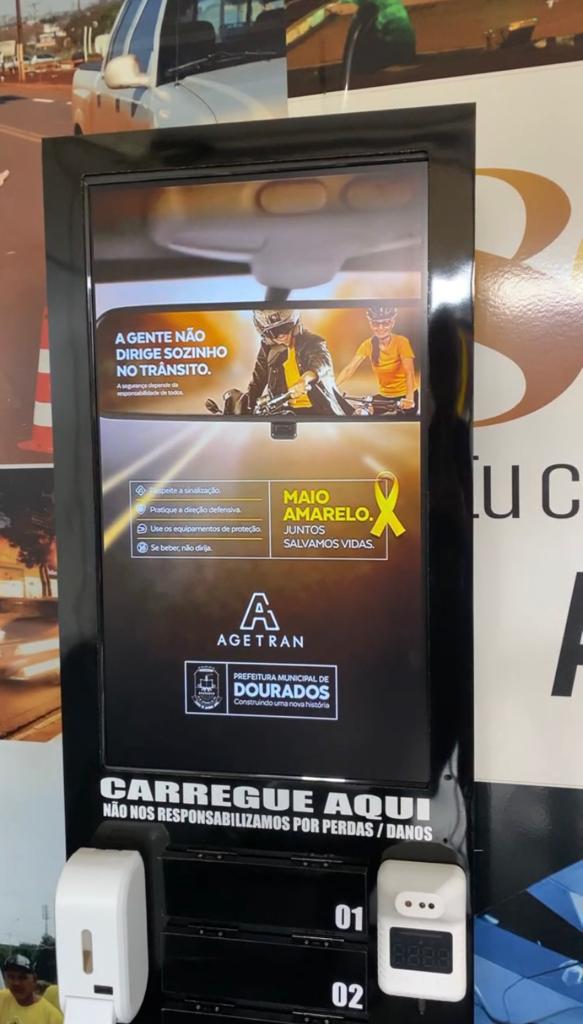 A GENTE NÃO
DIRIGE SOZINHO
NO TRÂNSITO.
A segurança depende da
responsabilidade de todos.
Respeite a sinalização.
Pratique a direção defensiva.
Use os equipamentos de proteção.
Se beber, não dirija.
MAIO
AMARELO.
JUNTOS
SALVAMOS VIDAS.
AGETRAN
PREFEITURA MUNICIPAL DE
DOURADOS
Construindo uma nova história
CARREGUE AQUI
NÃO NOS RESPONSABILIZAMOS POR PERDAS / DANOS
01
02